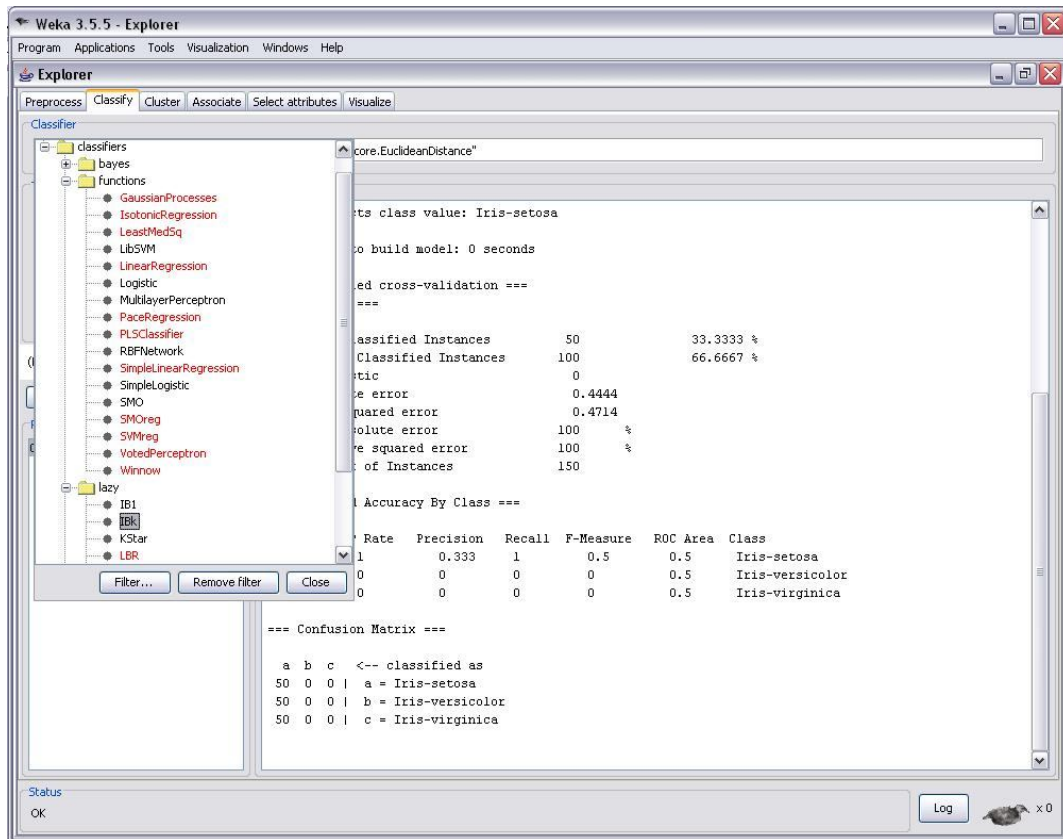 Weka 3.5.5 - Explorer
Program Applications Tools Visualization Windows Help
Explorer
Preprocess Classify Cluster Associate Select attributes Visualize
Classifier
core.EuclideanDistance"
classifiers
bayes
functions
GaussianProcesses
IsotonicRegression
LeastMedSq
LibSVM
LinearRegression
Logistic
MultilayerPerceptron
PaceRegression
PLSClassifier
RBFNetwork
SimpleLinearRegression
SimpleLogistic
SMO
SMOreg
SVMreg
VotedPerceptron
Winnow
lazy
IB1
IBk
KStar
LBR
Filter... Remove filter Close
cts class value: Iris-setosa
to build model: 0 seconds
ed cross-validation ===
===
assified Instances 50 33.3333 %
Classified Instances 100 66.6667 %
stic 0
te error 0.4444
quared error 0.4714
solute error 100 %
ve squared error 100 %
of Instances 150
Accuracy By Class ===
Rate Precision Recall F-Measure ROC Area Class
1 0.333 1 0.5 0.5 Iris-setosa
0 0 0 0 0.5 Iris-versicolor
0 0 0 0 0.5 Iris-virginica
=== Confusion Matrix ===
a b c <-- classified as
50 0 0 | a = Iris-setosa
50 0 0 | b = Iris-versicolor
50 0 0 | c = Iris-virginica
Status
OK
Log
x 0